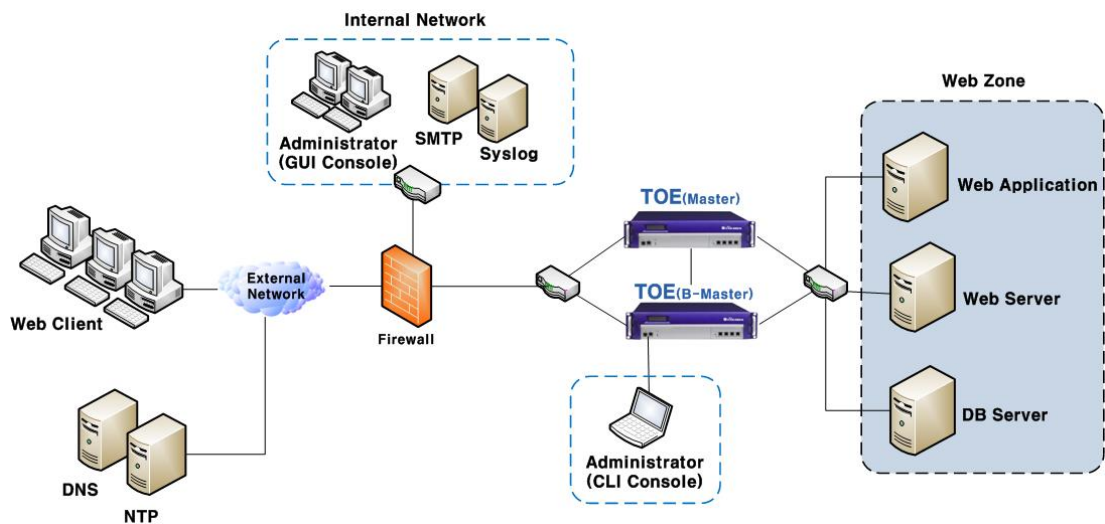 Internal Network
Administrator
(GUI Console)
SMTP
Syslog
Web Zone
Web Application
TOE(Master)
External
Network
Web Client
Firewall
TOE(B-Master)
Web Server
DNS
NTP
Administrator
(CLI Console)
DB Server